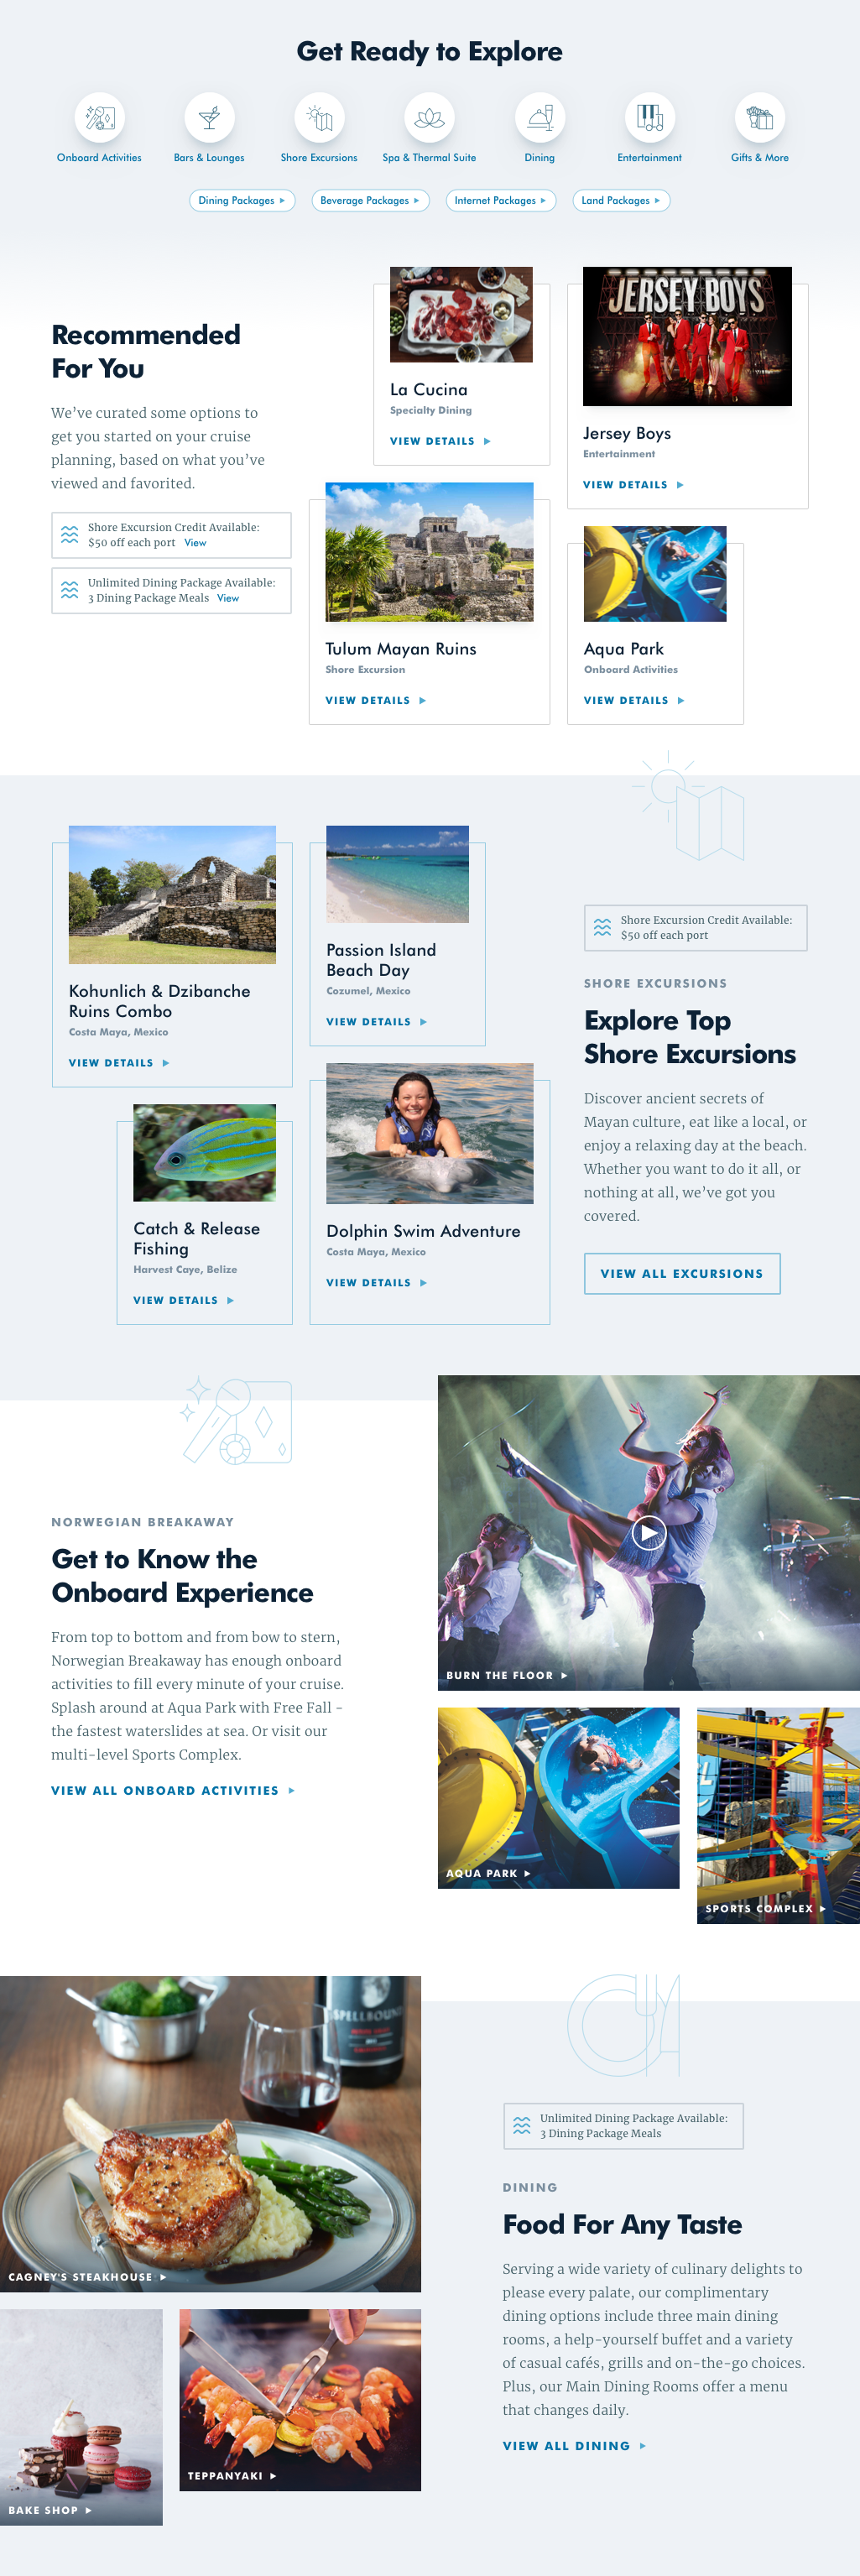 Get Ready to Explore
Onboard Activities
Bars & Lounges
Shore Excursions
Spa & Thermal Suite
Dining
Entertainment
Gifts & More
Dining Packages
Beverage Packages
Internet Packages
Land Packages
Recommended
For You
We've curated some options to
get you started on your cruise
planning, based on what you've
viewed and favorited.
Shore Excursion Credit Available:
$50 off each port View
Unlimited Dining Package Available:
3 Dining Package Meals View
La Cucina
Specialty Dining
VIEW DETAILS
JERSEY BOYS
Jersey Boys
Entertainment
VIEW DETAILS
Tulum Mayan Ruins
Shore Excursion
VIEW DETAILS
Aqua Park
Onboard Activities
VIEW DETAILS
Kohunlich & Dzibanche
Ruins Combo
Costa Maya, Mexico
VIEW DETAILS
Passion Island
Beach Day
Cozumel, Mexico
VIEW DETAILS
Catch & Release
Fishing
Harvest Caye, Belize
VIEW DETAILS
Dolphin Swim Adventure
Costa Maya, Mexico
VIEW DETAILS
Shore Excursion Credit Available:
$50 off each port
SHORE EXCURSIONS
Explore Top
Shore Excursions
Discover ancient secrets of
Mayan culture, eat like a local, or
enjoy a relaxing day at the beach.
Whether you want to do it all, or
nothing at all, we've got you
covered.
VIEW ALL EXCURSIONS
NORWEGIAN BREAKAWAY
Get to Know the
Onboard Experience
From top to bottom and from bow to stern,
Norwegian Breakaway has enough onboard
activities to fill every minute of your cruise.
Splash around at Aqua Park with Free Fall -
the fastest waterslides at sea. Or visit our
multi-level Sports Complex.
VIEW ALL ONBOARD ACTIVITIES
BURN THE FLOOR
AQUA PARK
SPORTS COMPLEX
SPELLBOUND
CAGNEY'S STEAKHOUSE
BAKE SHOP
TEPPANYAKI
Unlimited Dining Package Available:
3 Dining Package Meals
DINING
Food For Any Taste
Serving a wide variety of culinary delights to
please every palate, our complimentary
dining options include three main dining
rooms, a help-yourself buffet and a variety
of casual cafés, grills and on-the-go choices.
Plus, our Main Dining Rooms offer a menu
that changes daily.
VIEW ALL DINING